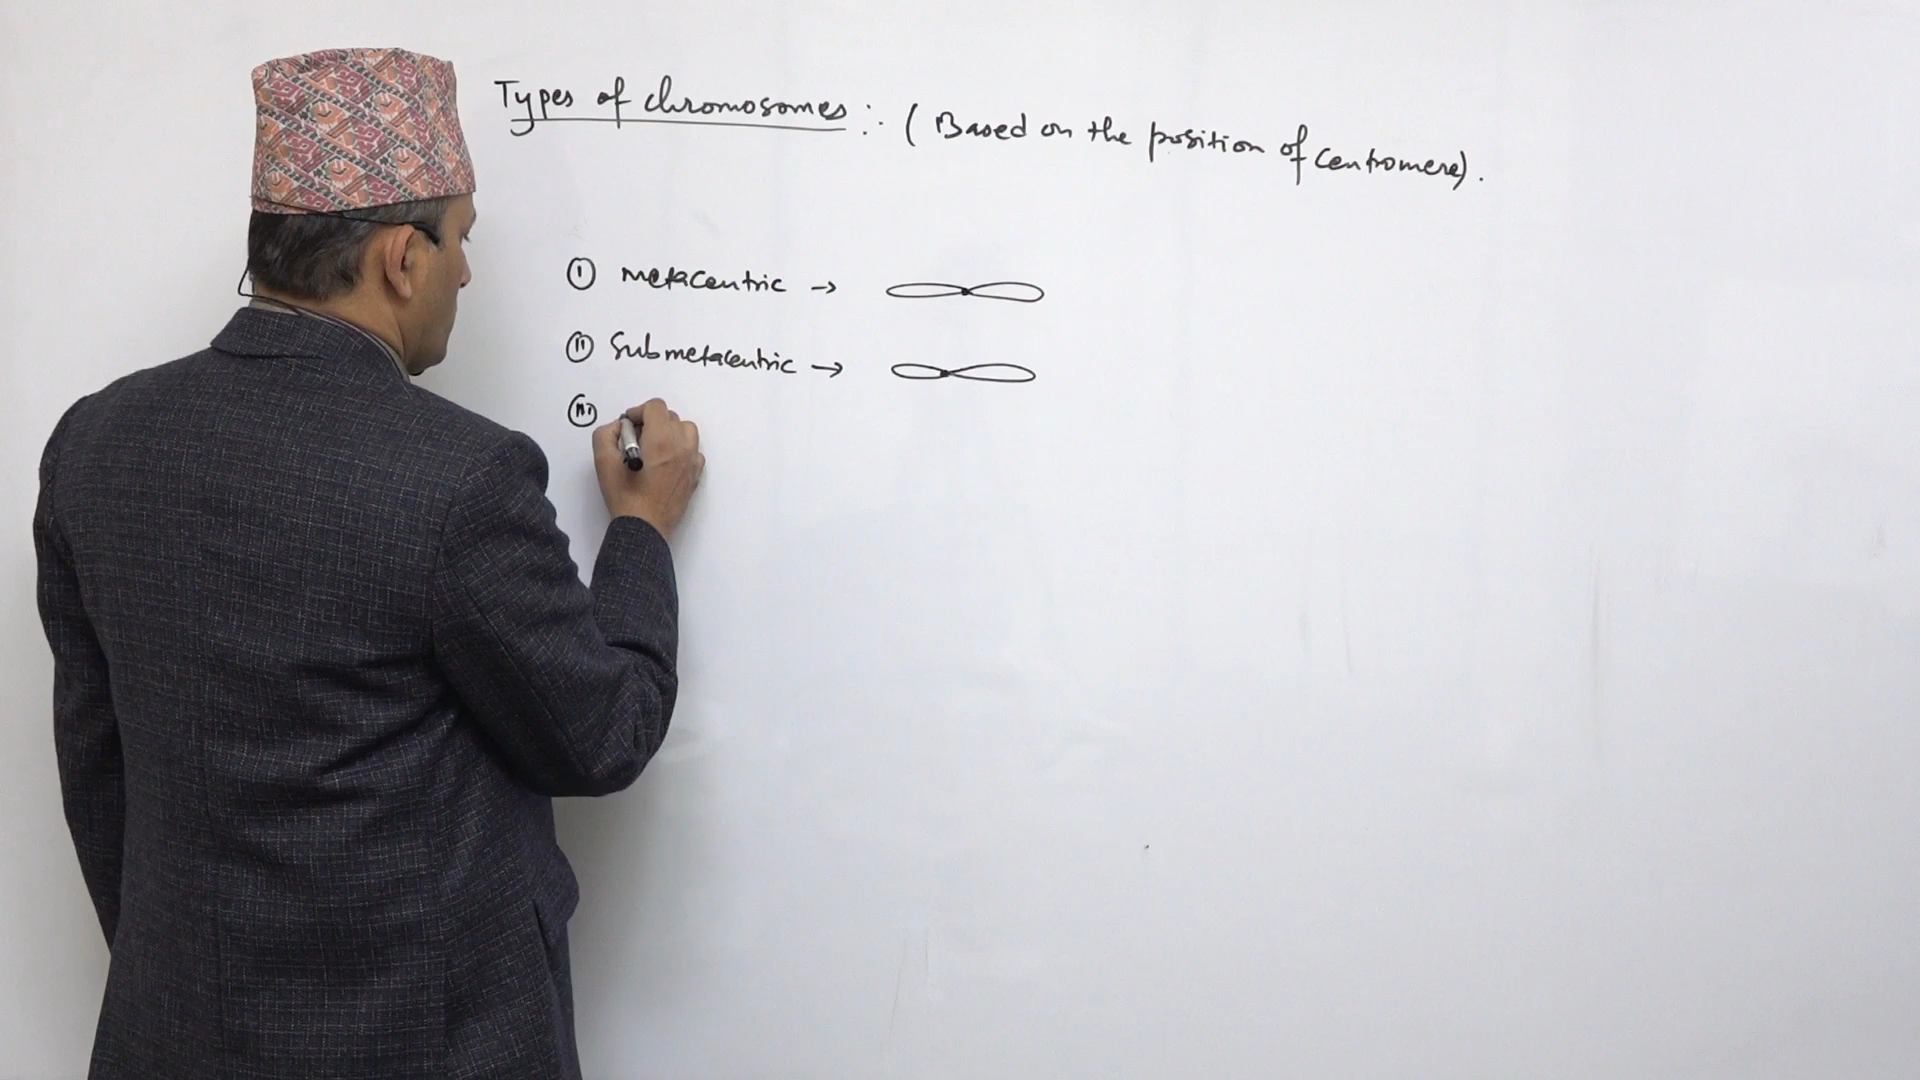 Types of chromosomes :- (Based on the position of centromere).
(i) metacentric →
(ii) Submetacentric →
(iii)